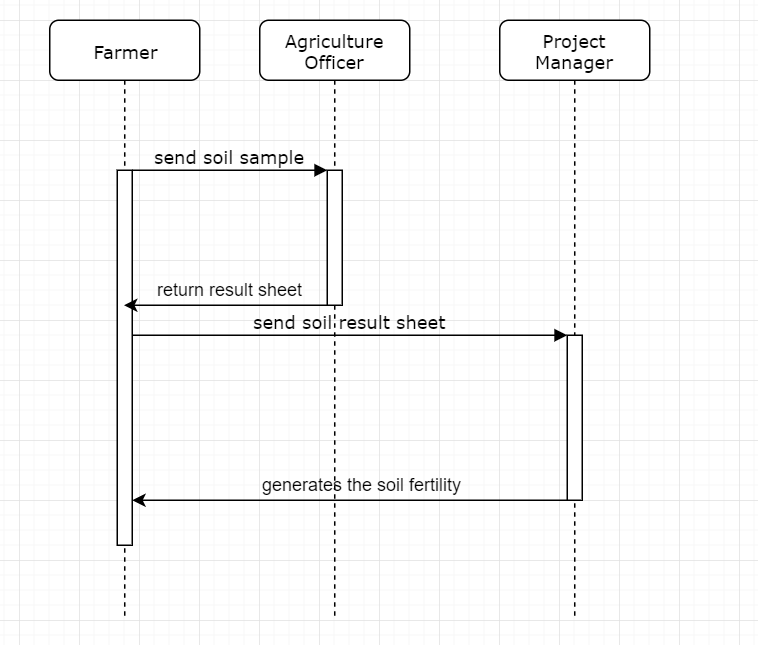 Farmer
Agriculture
Officer
Project
Manager
send soil sample
return result sheet
send soil result sheet
generates the soil fertility